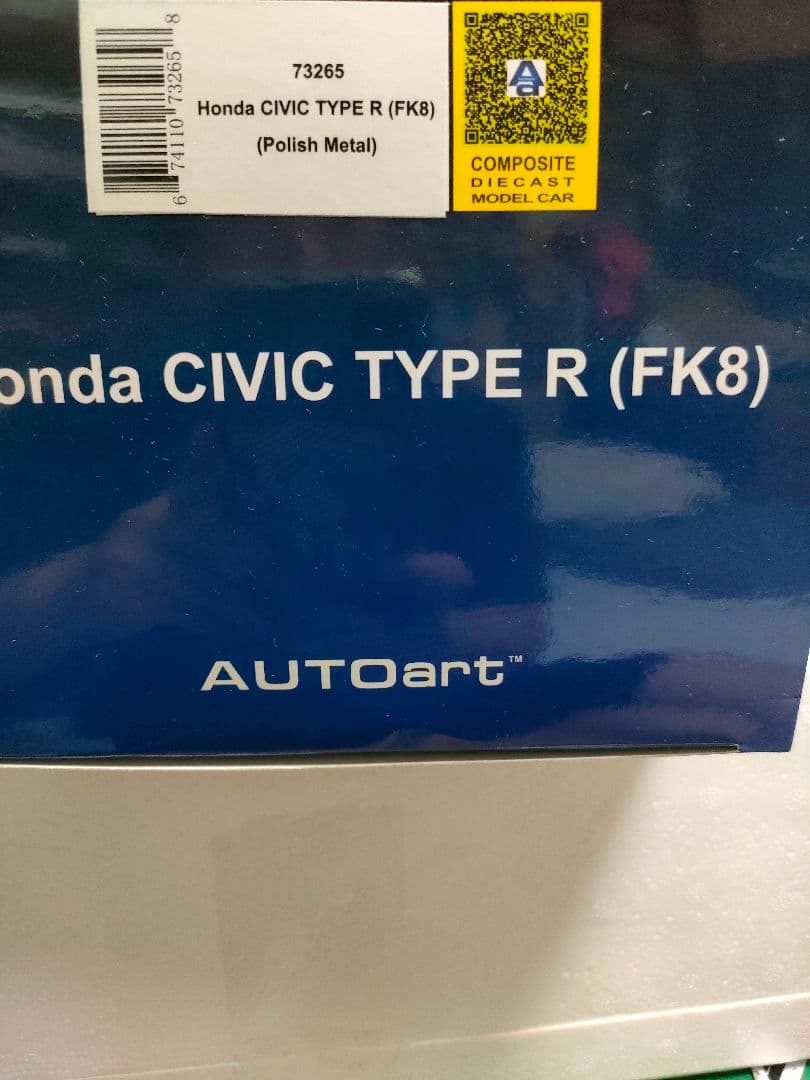 73265
Honda CIVIC TYPE R (FK8)
(Polish Metal)
6 74110 73265 8
Aa
COMPOSITE
DIECAST
MODEL CAR
onda CIVIC TYPE R (FK8)
AUTOart™